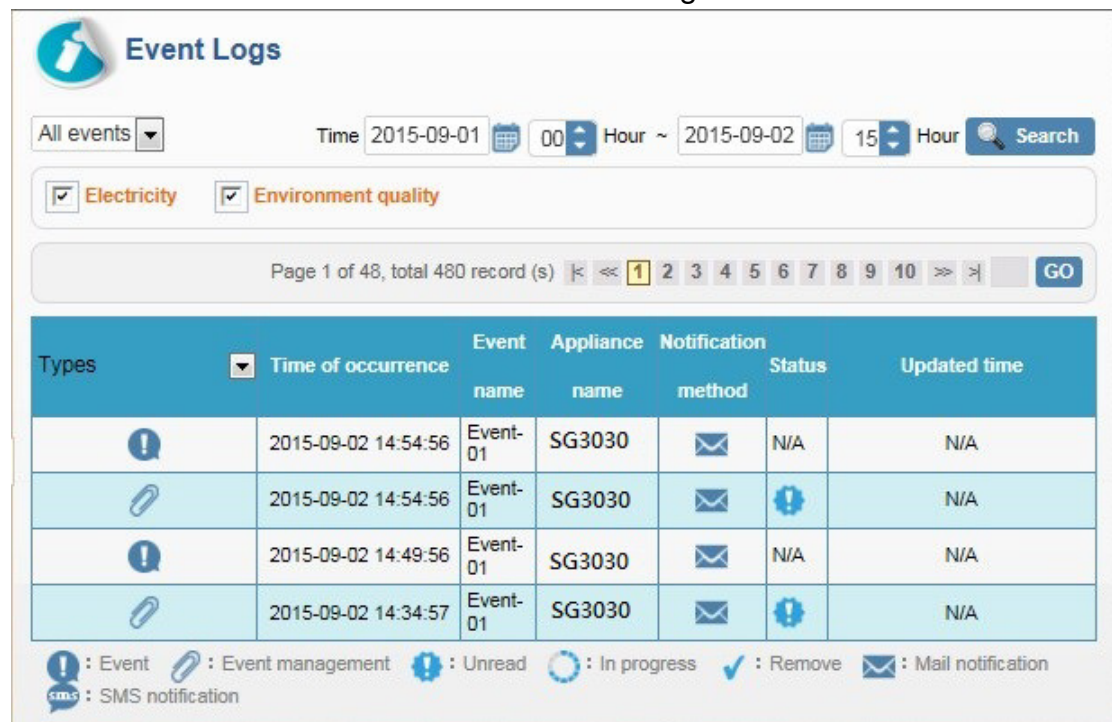 Event Logs
All events Time 2015-09-01 00 Hour ~ 2015-09-02 15 Hour Search
Electricity Environment quality
Page 1 of 48, total 480 record (s) |< << 1 2 3 4 5 6 7 8 9 10 >> >| GO
Types Time of occurrence Event name Appliance name Notification method Status Updated time
2015-09-02 14:54:56 Event-01 SG3030 N/A N/A
2015-09-02 14:54:56 Event-01 SG3030 N/A
2015-09-02 14:49:56 Event-01 SG3030 N/A N/A
2015-09-02 14:34:57 Event-01 SG3030 N/A
: Event : Event management : Unread : In progress : Remove : Mail notification
sms : SMS notification